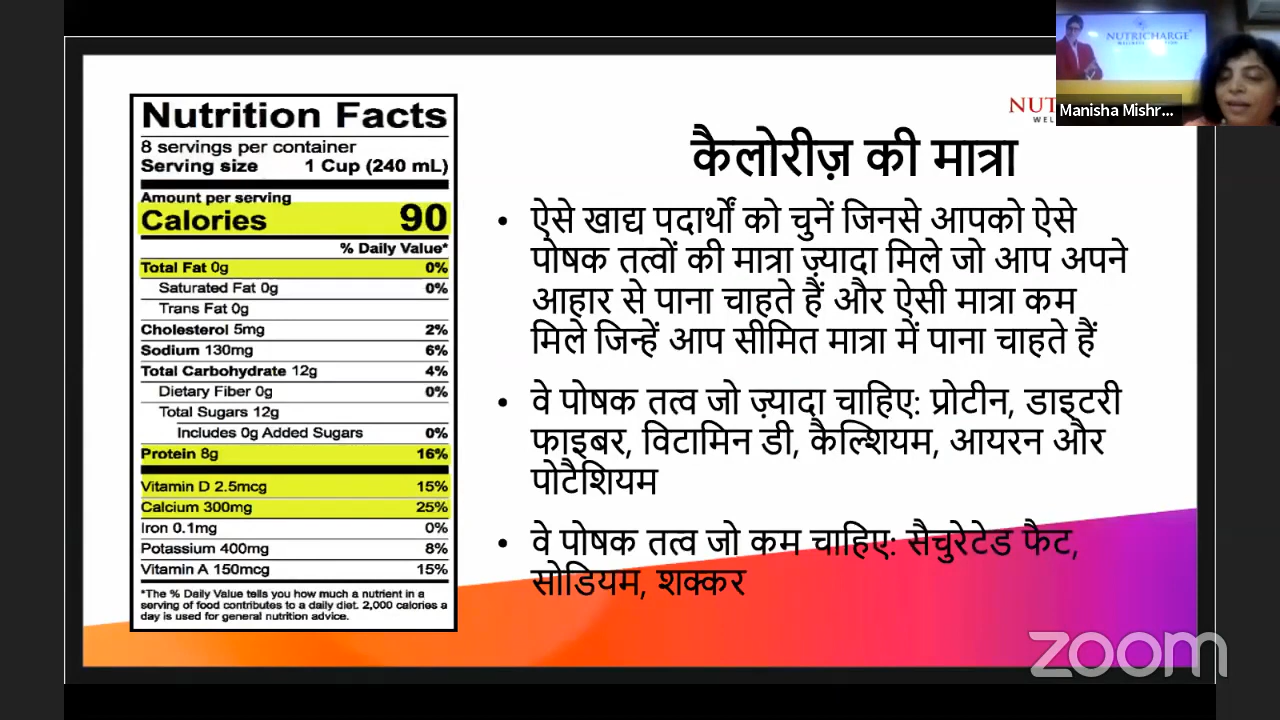 Nutrition Facts
8 servings per container
Serving size 1 Cup (240 mL)
Amount per serving
Calories 90
% Daily Value*
Total Fat 0g 0%
Saturated Fat 0g 0%
Trans Fat 0g
Cholesterol 5mg 2%
Sodium 130mg 6%
Total Carbohydrate 12g 4%
Dietary Fiber 0g 0%
Total Sugars 12g
Includes 0g Added Sugars 0%
Protein 8g 16%
Vitamin D 2.5mcg 15%
Calcium 300mg 25%
Iron 0.1mg 0%
Potassium 400mg 8%
Vitamin A 150mcg 15%
*The % Daily Value tells you how much a nutrient in a
serving of food contributes to a daily diet. 2,000 calories a
day is used for general nutrition advice.
NUTRICHARGE
Manisha Mishr...
कैलोरीज़ की मात्रा
• ऐसे खाद्य पदार्थों को चुनें जिनसे आपको ऐसे
पोषक तत्वों की मात्रा ज़्यादा मिले जो आप अपने
आहार से पाना चाहते हैं और ऐसी मात्रा कम
मिले जिन्हें आप सीमित मात्रा में पाना चाहते हैं
• वे पोषक तत्व जो ज़्यादा चाहिए: प्रोटीन, डाइटरी
फाइबर, विटामिन डी, कैल्शियम, आयरन और
पोटैशियम
• वे पोषक तत्व जो कम चाहिए: सैचुरेटेड फैट,
सोडियम, शक्कर
zoom